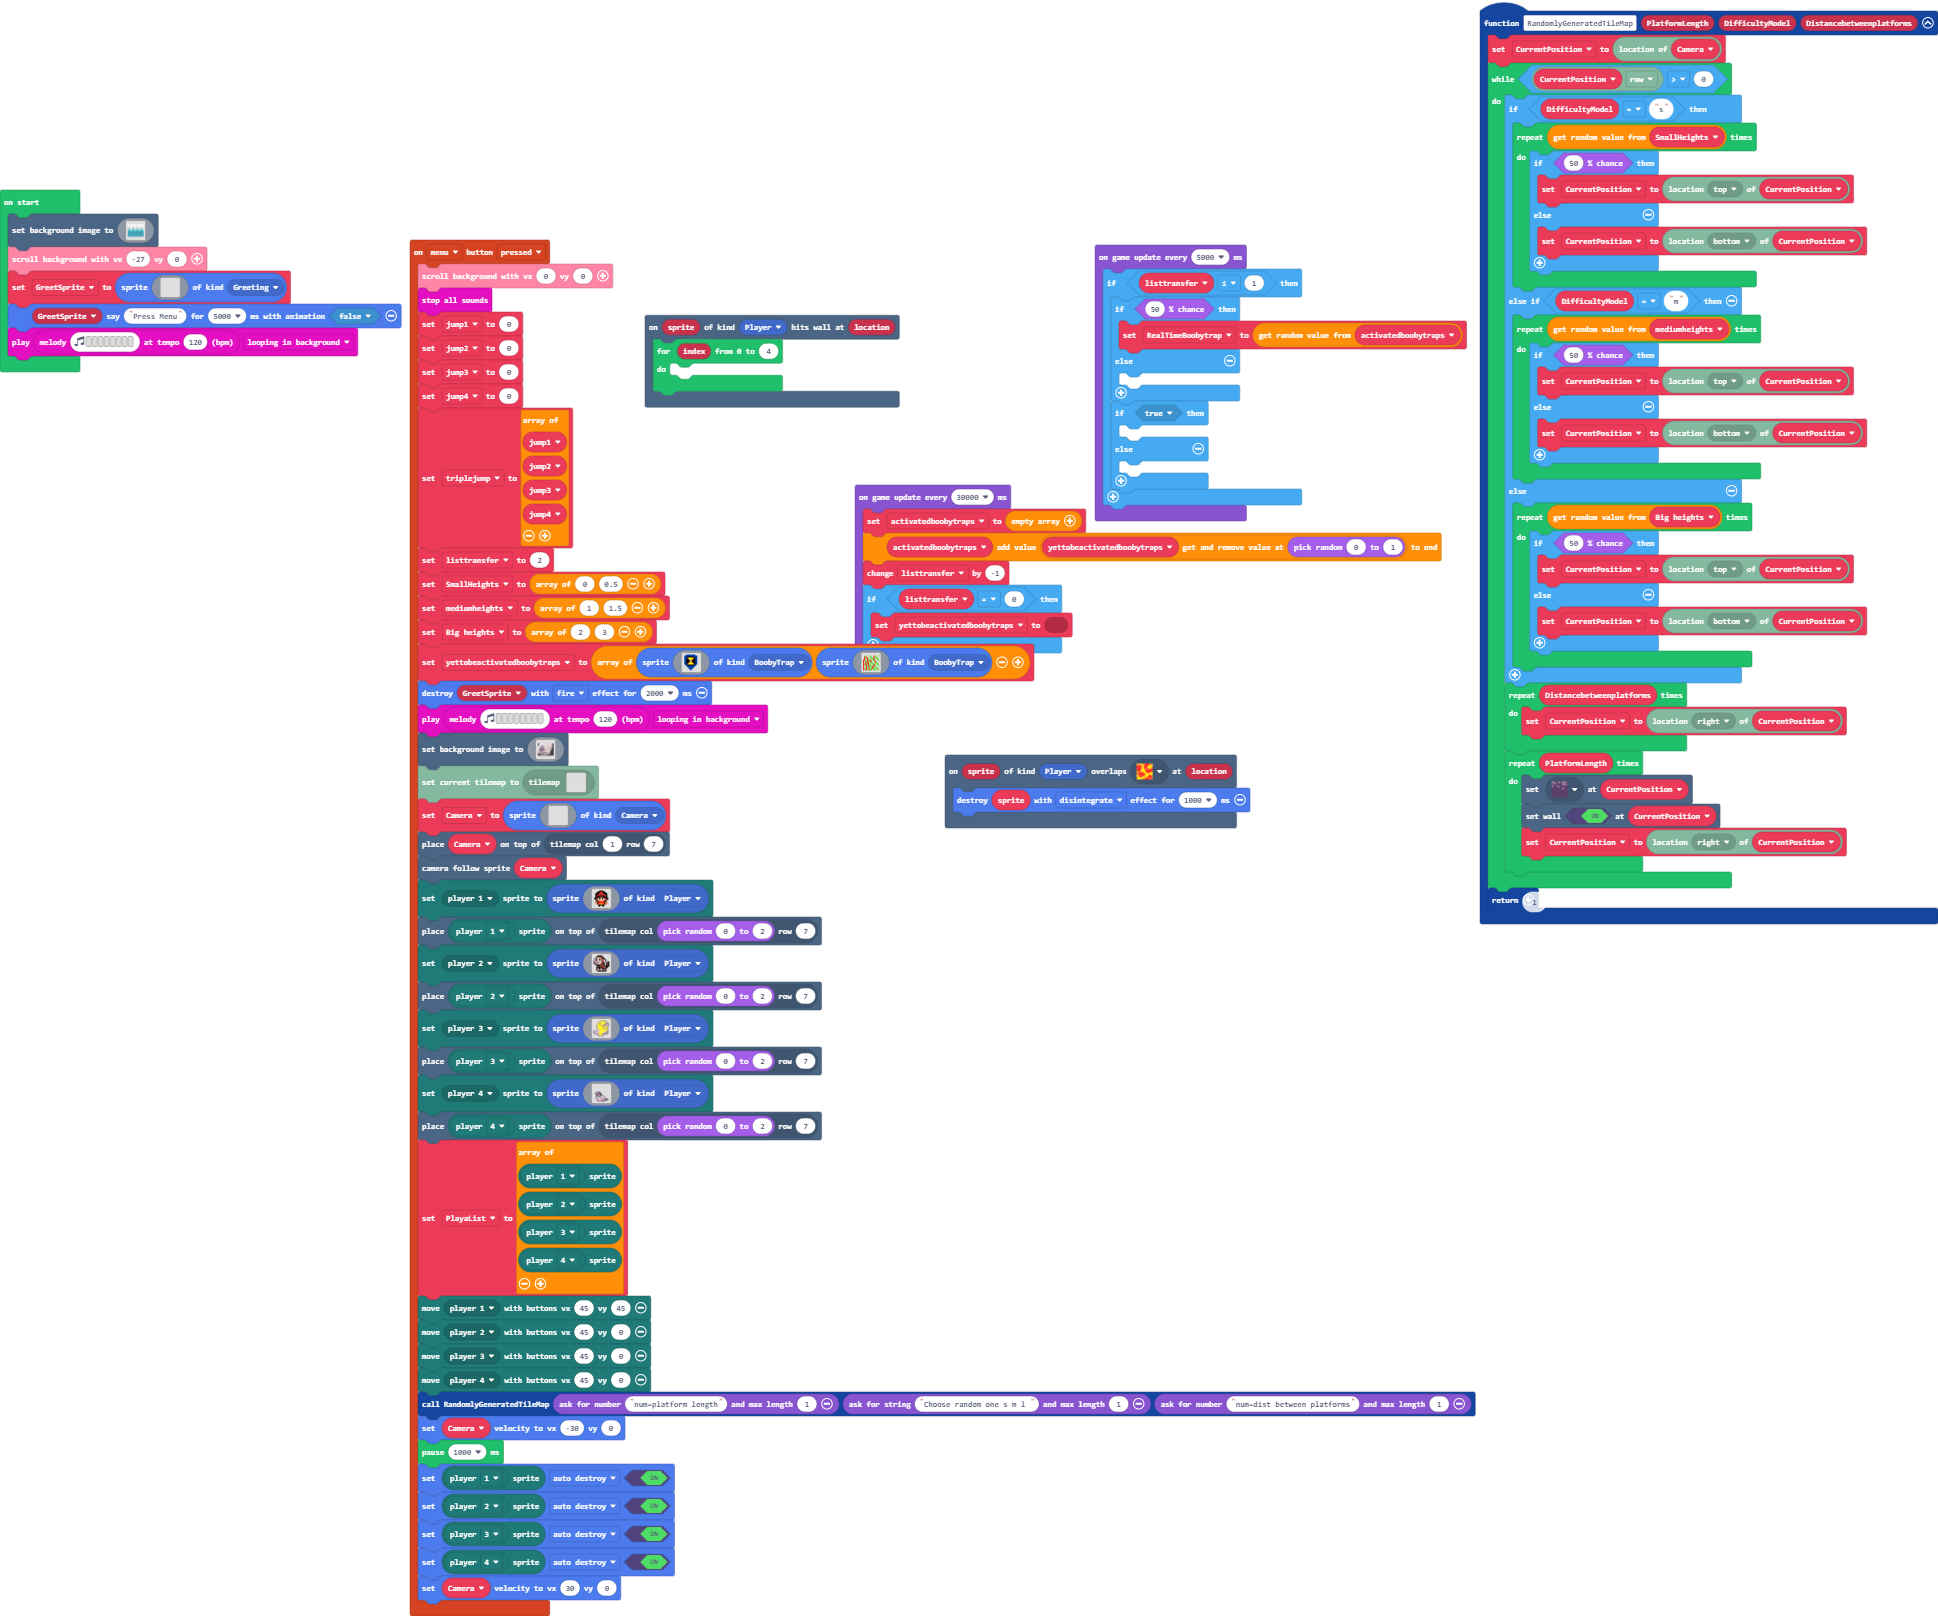 on start
set background image to
scroll background with vx -27 vy 0
set GreetSprite to sprite of kind Greeting
GreetSprite say "Press Menu" for 5000 ms with animation false
play melody at tempo 120 (bpm) looping in background
on menu button pressed
scroll background with vx 0 vy 0
stop all sounds
set jump1 to 0
set jump2 to 0
set jump3 to 0
set jump4 to 0
set triplejump to array of
jump1
jump2
jump3
jump4
set listtransfer to 2
set SmallHeights to array of 0 0.5
set mediumheights to array of 1 1.5
set Big heights to array of 2 3
set yettobeactivatedboobytraps to array of sprite of kind BoobyTrap sprite of kind BoobyTrap
destroy GreetSprite with fire effect for 2000 ms
play melody at tempo 120 (bpm) looping in background
set background image to
set current tilemap to tilemap
set Camera to sprite of kind Camera
place Camera on top of tilemap col 1 row 7
camera follow sprite Camera
set player 1 sprite to sprite of kind Player
place player 1 sprite on top of tilemap col pick random 0 to 2 row 7
set player 2 sprite to sprite of kind Player
place player 2 sprite on top of tilemap col pick random 0 to 2 row 7
set player 3 sprite to sprite of kind Player
place player 3 sprite on top of tilemap col pick random 0 to 2 row 7
set player 4 sprite to sprite of kind Player
place player 4 sprite on top of tilemap col pick random 0 to 2 row 7
set PlayaList to array of
player 1 sprite
player 2 sprite
player 3 sprite
player 4 sprite
move player 1 with buttons vx 45 vy 45
move player 2 with buttons vx 45 vy 0
move player 3 with buttons vx 45 vy 0
move player 4 with buttons vx 45 vy 0
call RandomlyGeneratedTileMap ask for number "num=platform length" and max length 1 ask for string "Choose random one s m l " and max length 1 ask for number "num=dist between platforms" and max length 1
set Camera velocity to vx -30 vy 0
pause 1000 ms
set player 1 sprite auto destroy ON
set player 2 sprite auto destroy ON
set player 3 sprite auto destroy ON
set player 4 sprite auto destroy ON
set Camera velocity to vx 30 vy 0
on sprite of kind Player hits wall at location
for index from 0 to 4
do
on game update every 30000 ms
set activatedboobytraps to empty array
activatedboobytraps add value yettobeactivatedboobytraps get and remove value at pick random 0 to 1 to end
change listtransfer by -1
if listtransfer = 0 then
set yettobeactivatedboobytraps to
on sprite of kind Player overlaps at location
destroy sprite with disintegrate effect for 1000 ms
on game update every 5000 ms
if listtransfer ≤ 1 then
if 50 % chance then
set RealTimeBoobytrap to get random value from activatedboobytraps
else
if true then
else
function RandomlyGeneratedTileMap PlatformLength DifficultyModel Distancebetweenplatforms
set CurrentPosition to location of Camera
while CurrentPosition row > 0
do if DifficultyModel = "s" then
repeat get random value from SmallHeights times
do if 50 % chance then
set CurrentPosition to location top of CurrentPosition
else
set CurrentPosition to location bottom of CurrentPosition
else if DifficultyModel = "m" then
repeat get random value from mediumheights times
do if 50 % chance then
set CurrentPosition to location top of CurrentPosition
else
set CurrentPosition to location bottom of CurrentPosition
else
repeat get random value from Big heights times
do if 50 % chance then
set CurrentPosition to location top of CurrentPosition
else
set CurrentPosition to location bottom of CurrentPosition
repeat Distancebetweenplatforms times
do set CurrentPosition to location right of CurrentPosition
repeat PlatformLength times
do set at CurrentPosition
set wall ON at CurrentPosition
set CurrentPosition to location right of CurrentPosition
return 1